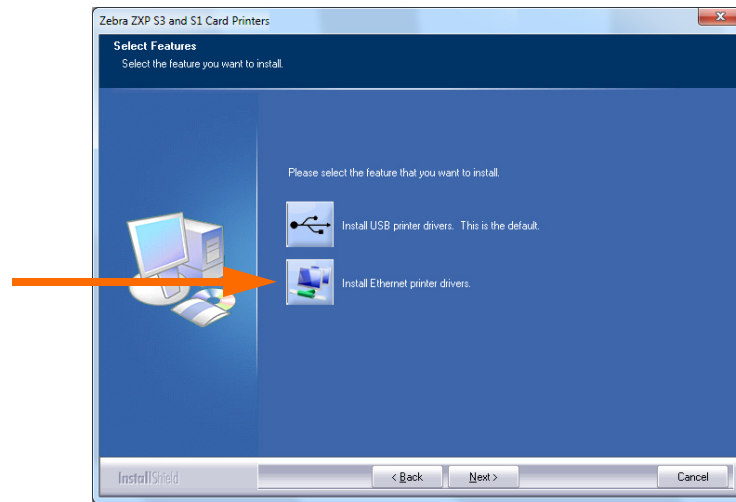 Zebra ZXP S3 and S1 Card Printers
Select Features
Select the feature you want to install.
Please select the feature that you want to install.
Install USB printer drivers. This is the default.
Install Ethernet printer drivers.
InstallShield
< Back
Next >
Cancel